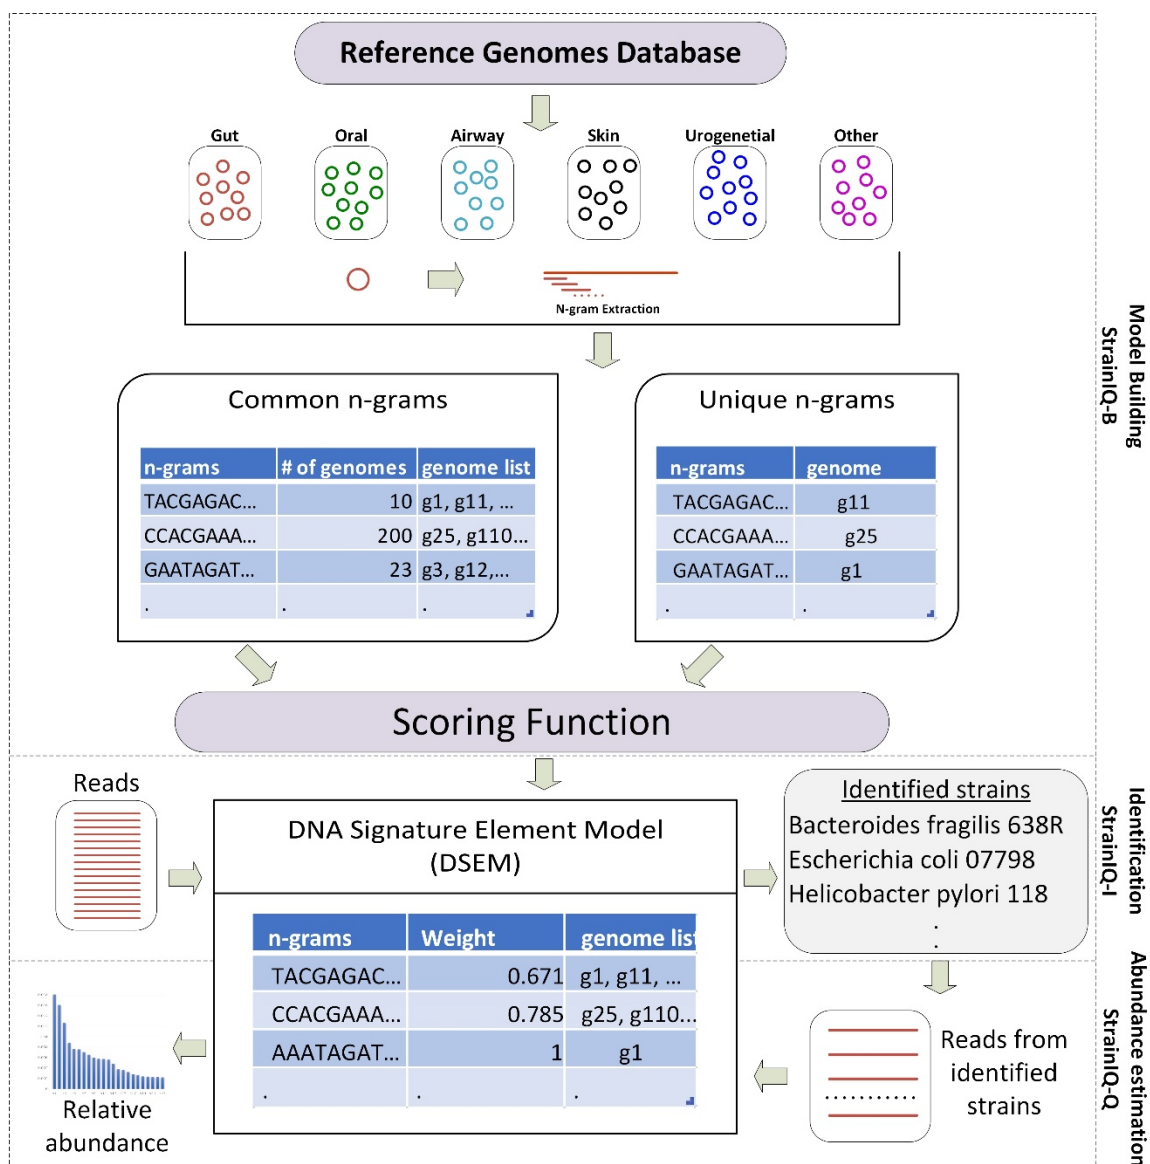 Reference Genomes Database
Gut Oral Airway Skin Urogenetial Other
N-gram Extraction
Model Building
StrainIQ-B
Common n-grams
n-grams # of genomes genome list
TACGAGAC... 10 g1, g11, ...
CCACGAAA... 200 g25, g110...
GAATAGAT... 23 g3, g12,...
. . .
Unique n-grams
n-grams genome
TACGAGAC... g11
CCACGAAA... g25
GAATAGAT... g1
. .
Scoring Function
Reads
DNA Signature Element Model
(DSEM)
n-grams Weight genome list
TACGAGAC... 0.671 g1, g11, ...
CCACGAAA... 0.785 g25, g110...
AAATAGAT... 1 g1
. . .
Identified strains
Bacteroides fragilis 638R
Escherichia coli 07798
Helicobacter pylori 118
.
.
Identification
StrainIQ-I
Reads from
identified
strains
Relative
abundance
Abundance estimation
StrainIQ-Q